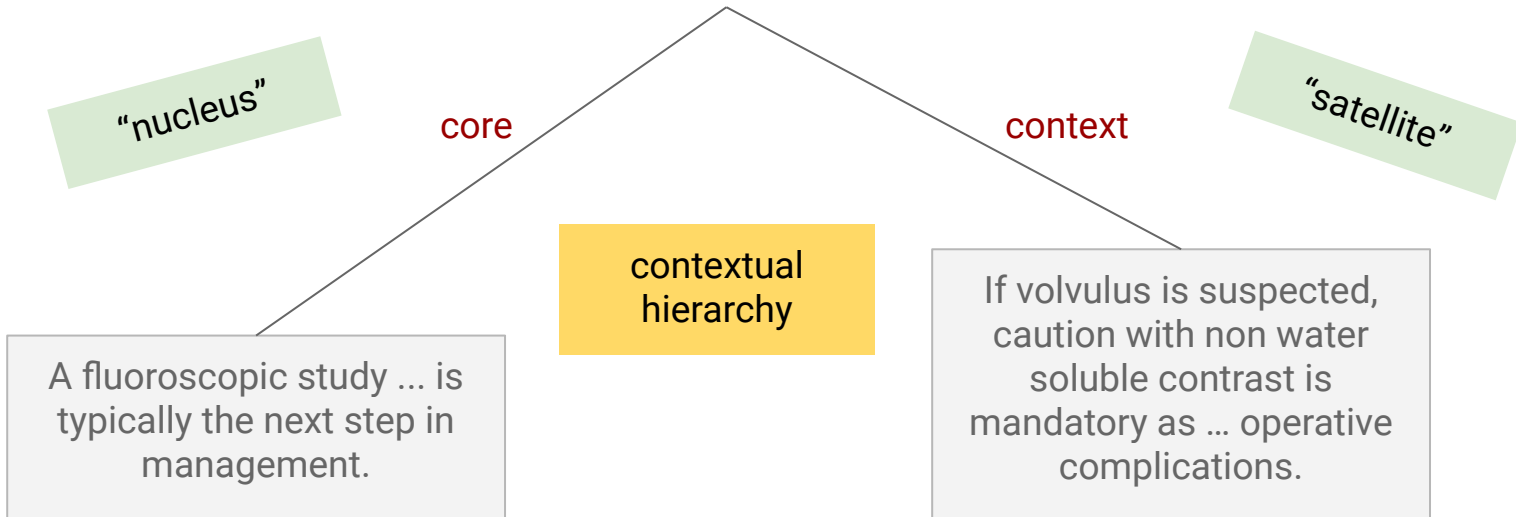 “nucleus”
core
context
“satellite”
contextual
hierarchy
A fluoroscopic study ... is
typically the next step in
management.
If volvulus is suspected,
caution with non water
soluble contrast is
mandatory as … operative
complications.